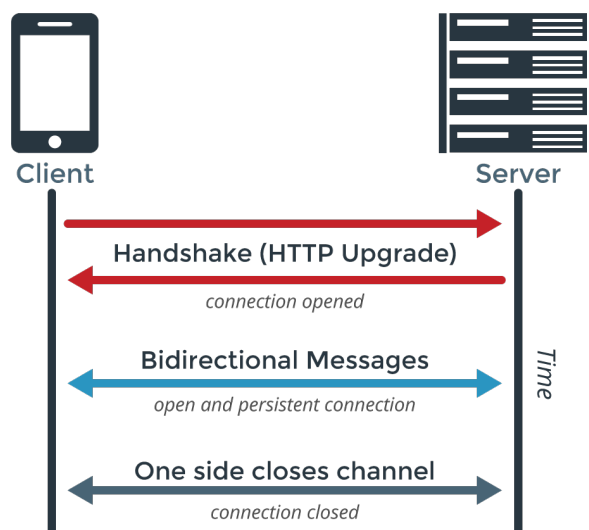 Client
Server
Handshake (HTTP Upgrade)
connection opened
Bidirectional Messages
Time
open and persistent connection
One side closes channel
connection closed